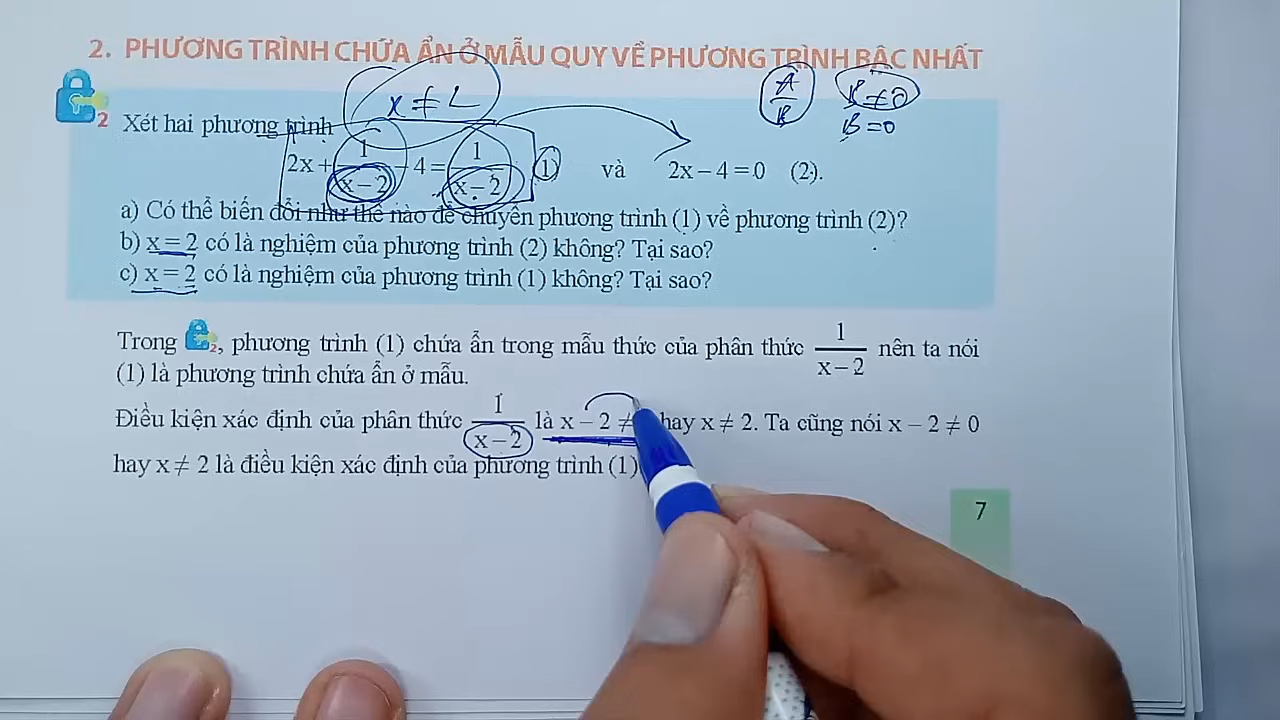 2. PHƯƠNG TRÌNH CHỨA ẨN Ở MẪU QUY VỀ PHƯƠNG TRÌNH BẬC NHẤT
x ≠ 2
A/B B ≠ 0
B = 0
2 Xét hai phương trình
2x + 1/(x – 2) – 4 = 1/(x – 2) (1) và 2x – 4 = 0 (2).
a) Có thể biến đổi như thế nào để chuyển phương trình (1) về phương trình (2)?
b) x = 2 có là nghiệm của phương trình (2) không? Tại sao?
c) x = 2 có là nghiệm của phương trình (1) không? Tại sao?
Trong 2, phương trình (1) chứa ẩn trong mẫu thức của phân thức 1/(x – 2) nên ta nói
(1) là phương trình chứa ẩn ở mẫu.
Điều kiện xác định của phân thức 1/(x – 2) là x – 2 ≠ hay x ≠ 2. Ta cũng nói x – 2 ≠ 0
hay x ≠ 2 là điều kiện xác định của phương trình (1)
7